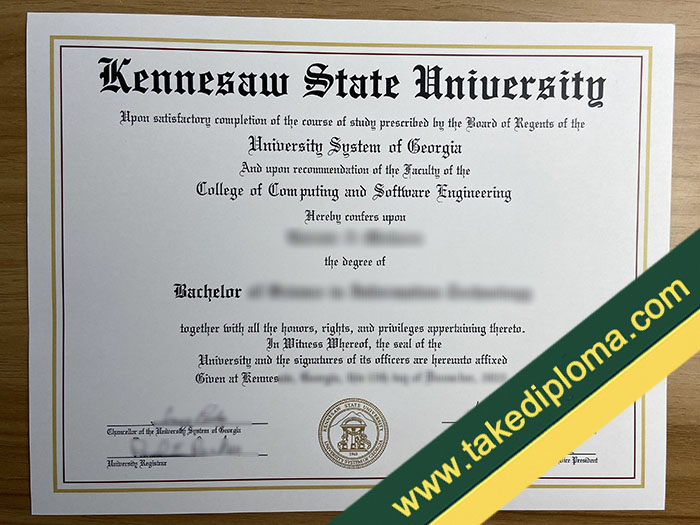 Kennesaw State University
Upon satisfactory completion of the course of study prescribed by the Board of Regents of the
University System of Georgia
And upon recommendation of the Faculty of the
College of Computing and Software Engineering
Hereby confers upon
the degree of
Bachelor
together with all the honors, rights, and privileges appertaining thereto.
In Witness Whereof, the seal of the
University and the signatures of its officers are hereunto affixed
Given at
KENNESAW STATE UNIVERSITY
1963
Chancellor of the University System of Georgia
University Registrar
President
www.takediploma.com